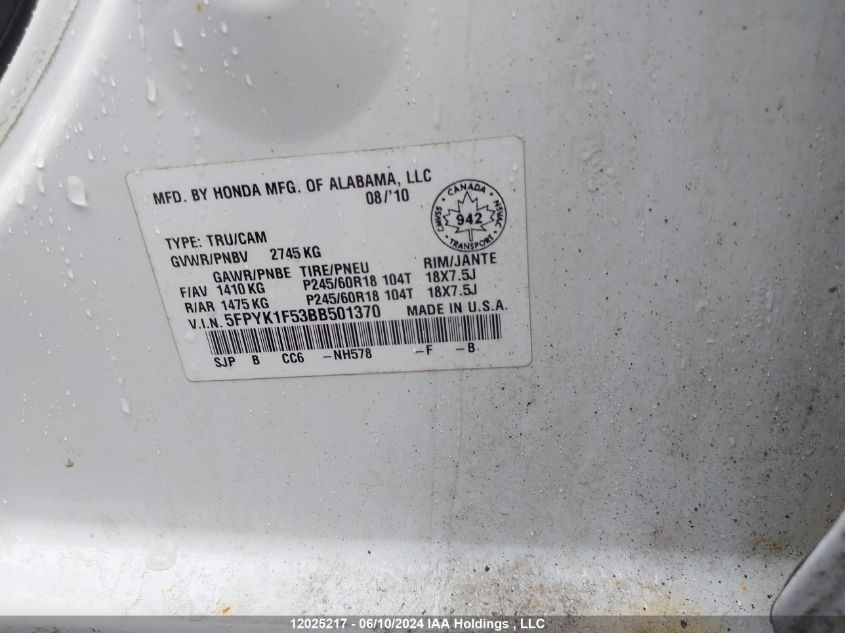 MFD. BY HONDA MFG. OF ALABAMA, LLC
08/'10
CANADA
CMVSS 942 NSVAC
TRANSPORT
TYPE: TRU/CAM
GVWR/PNBV 2745 KG
GAWR/PNBE TIRE/PNEU RIM/JANTE
F/AV 1410 KG P245/60R18 104T 18X7.5J
R/AR 1475 KG P245/60R18 104T 18X7.5J
V.I.N. 5FPYK1F53BB501370 MADE IN U.S.A.
SJP B CC6 -NH578 -F -B
12025217 - 06/10/2024 IAA Holdings , LLC